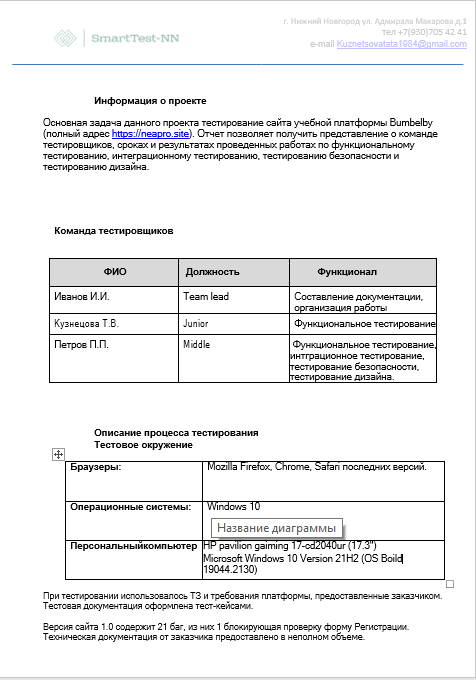 SmartTest-NN
г. Нижний Новгород ул. Адмирала Макарова д.1
тел +7(930)705 42 41
e-mail Kuznetsovatata1984@gmail.com
Информация о проекте
Основная задача данного проекта тестирование сайта учебной платформы Bumbelby
(полный адрес https://neapro.site). Отчет позволяет получить представление о команде
тестировщиков, сроках и результатах проведенных работах по функциональному
тестированию, интеграционному тестированию, тестированию безопасности и
тестированию дизайна.
Команда тестировщиков
ФИО Должность Функционал
Иванов И.И. Team lead Составление документации,
организация работы
Кузнецова Т.В. Junior Функциональное тестирование
Петров П.П. Middle Функциональное тестирование,
интграционное тестирование,
тестирование безопасности,
тестирование дизайна.
Описание процесса тестирования
Тестовое окружение
Браузеры: Mozilla Firefox, Chrome, Safari последних версий.
Операционные системы: Windows 10
Название диаграммы
Персональныйкомпьютер HP pavilion gaiming 17-cd2040ur (17.3")
Microsoft Windows 10 Version 21H2 (OS Boild
19044.2130)
При тестировании использовалось ТЗ и требования платформы, предоставленные заказчиком.
Тестовая документация оформлена тест-кейсами.
Версия сайта 1.0 содержит 21 баг, из них 1 блокирующая проверку форму Регистрации.
Техническая документация от заказчика предоставлено в неполном объеме.